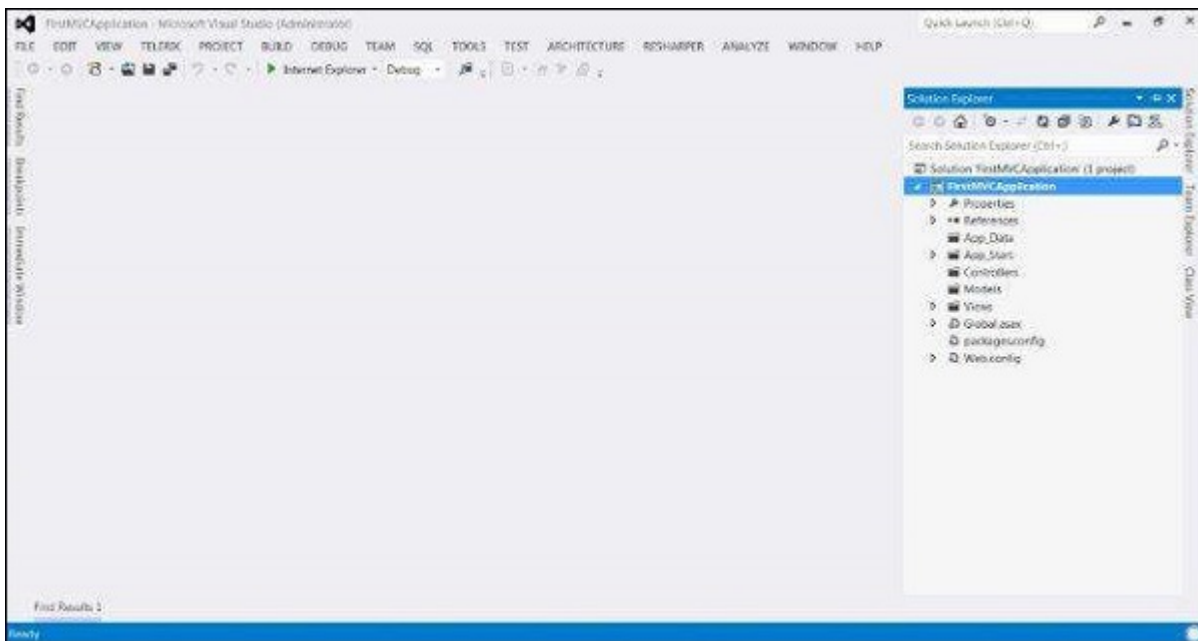 FirstMVCApplication - Microsoft Visual Studio (Administrator)
Quick Launch (Ctrl+Q)
FILE EDIT VIEW TELERIK PROJECT BUILD DEBUG TEAM SQL TOOLS TEST ARCHITECTURE RESHARPER ANALYZE WINDOW HELP
Internet Explorer Debug
Find Results
Breakpoints
Immediate Window
Solution Explorer
Search Solution Explorer (Ctrl+;)
Solution 'FirstMVCApplication' (1 project)
FirstMVCApplication
Properties
References
App_Data
App_Start
Controllers
Models
Views
Global.asax
packages.config
Web.config
Solution Explorer
Team Explorer
Class View
Find Results 1
Ready